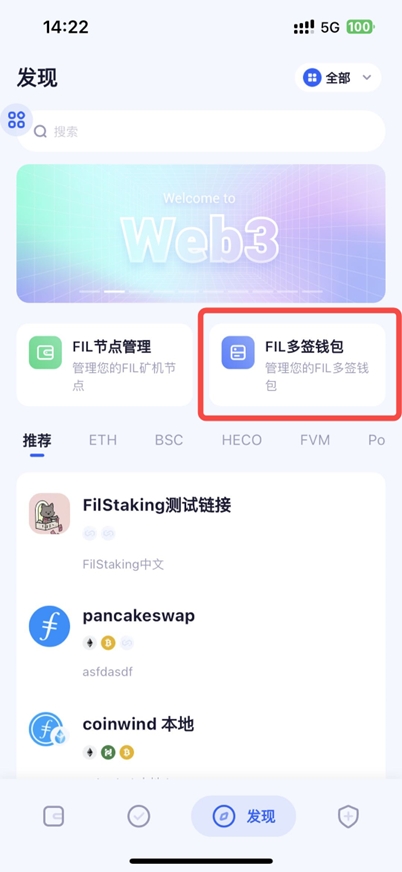 14:22
5G 100
发现
全部
搜索
Welcome to
Web3
FIL节点管理
管理您的FIL矿机节
点
FIL多签钱包
管理您的FIL多签钱
包
推荐 ETH BSC HECO FVM Po
FilStaking测试链接
FilStaking中文
pancakeswap
asfdasdf
coinwind 本地
发现